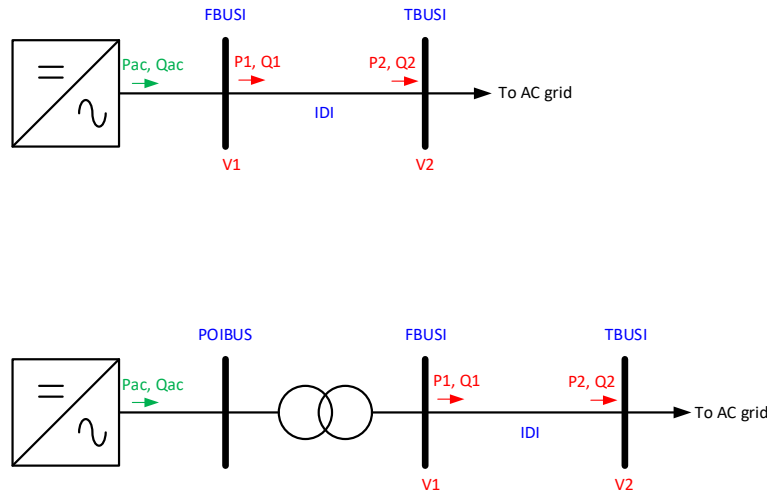 FBUSI
TBUSI
Pac, Qac
P1, Q1
P2, Q2
IDI
To AC grid
V1
V2
POIBUS
FBUSI
TBUSI
Pac, Qac
P1, Q1
P2, Q2
IDI
To AC grid
V1
V2